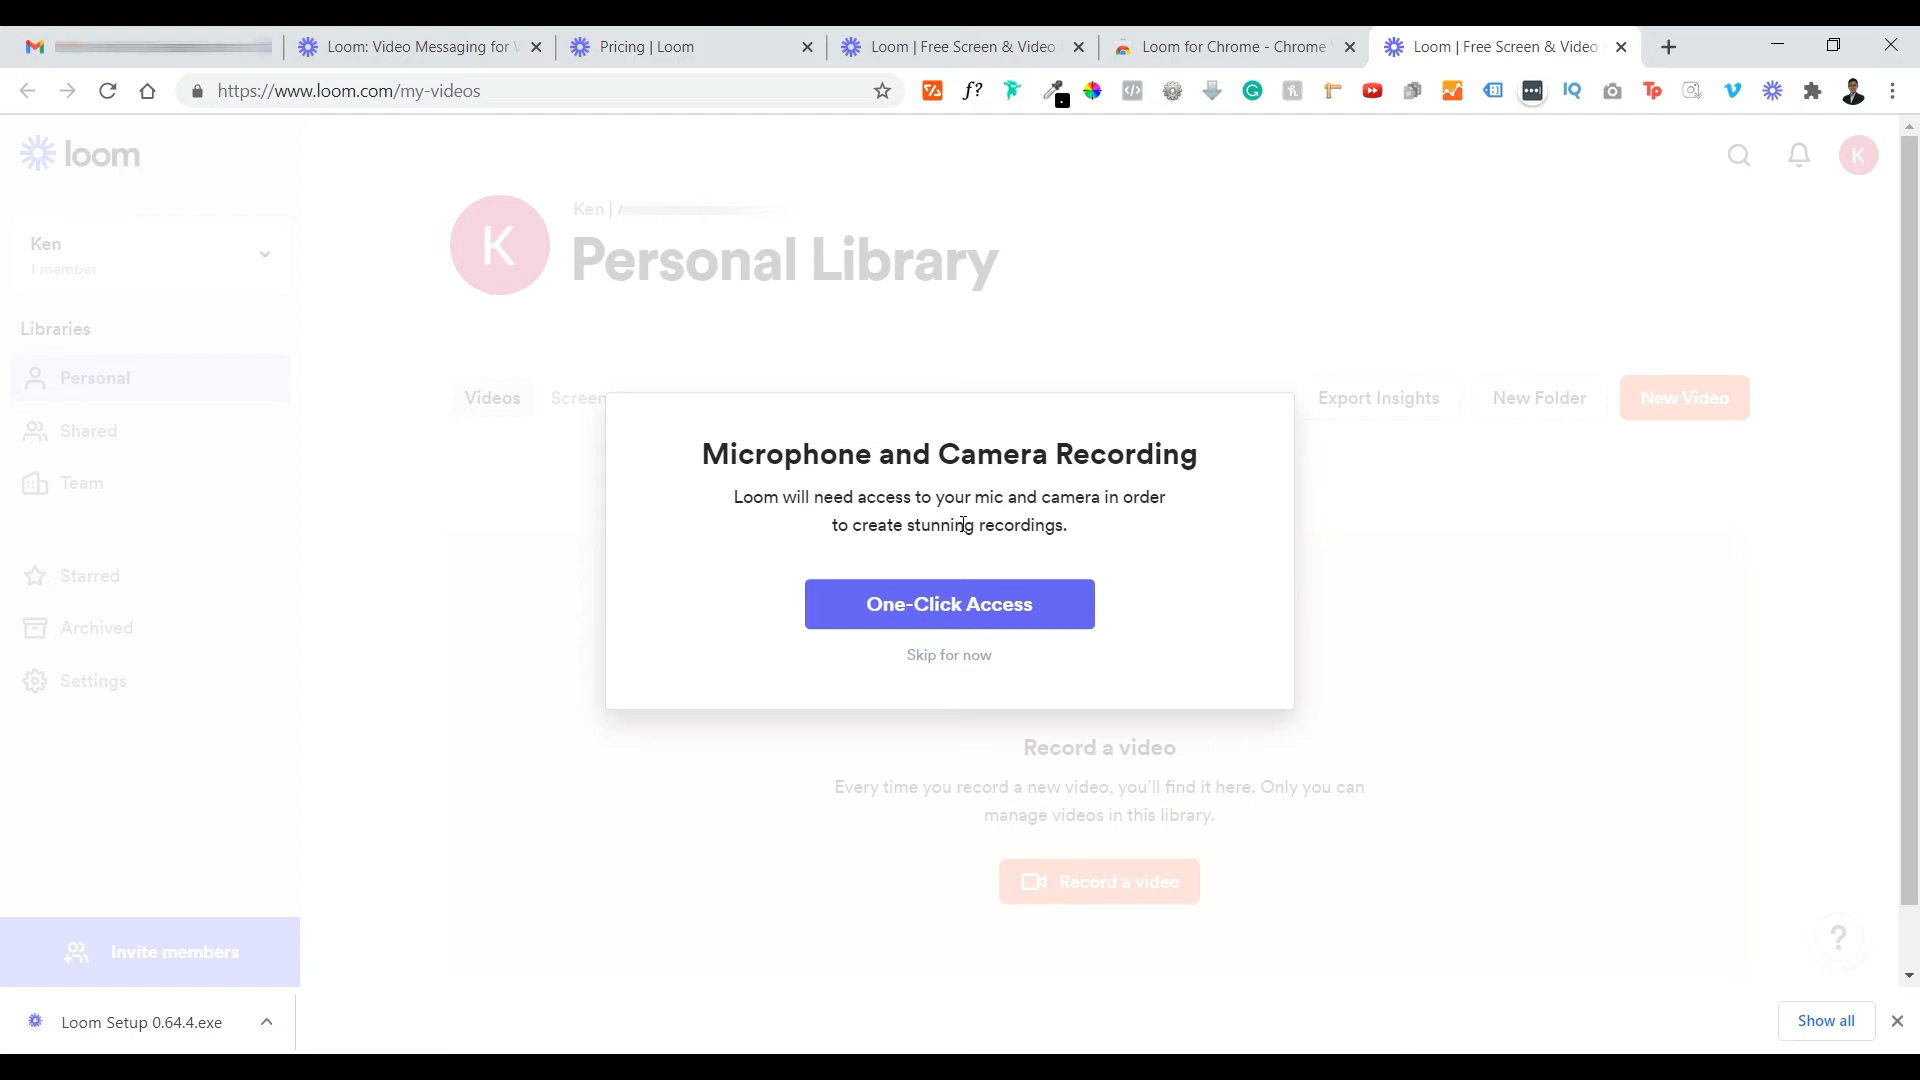 Loom: Video Messaging for
Pricing | Loom
Loom | Free Screen & Video
Loom for Chrome - Chrome
Loom | Free Screen & Video
https://www.loom.com/my-videos
loom
K
Ken
1 member
Libraries
Personal
Shared
Team
Starred
Archived
Settings
Invite members
K
Ken |
Personal Library
Videos
Screen
Export Insights
New Folder
New Video
Microphone and Camera Recording
Loom will need access to your mic and camera in order
to create stunning recordings.
One-Click Access
Skip for now
Record a video
Every time you record a new video, you'll find it here. Only you can
manage videos in this library.
Record a video
?
Loom Setup 0.64.4.exe
Show all